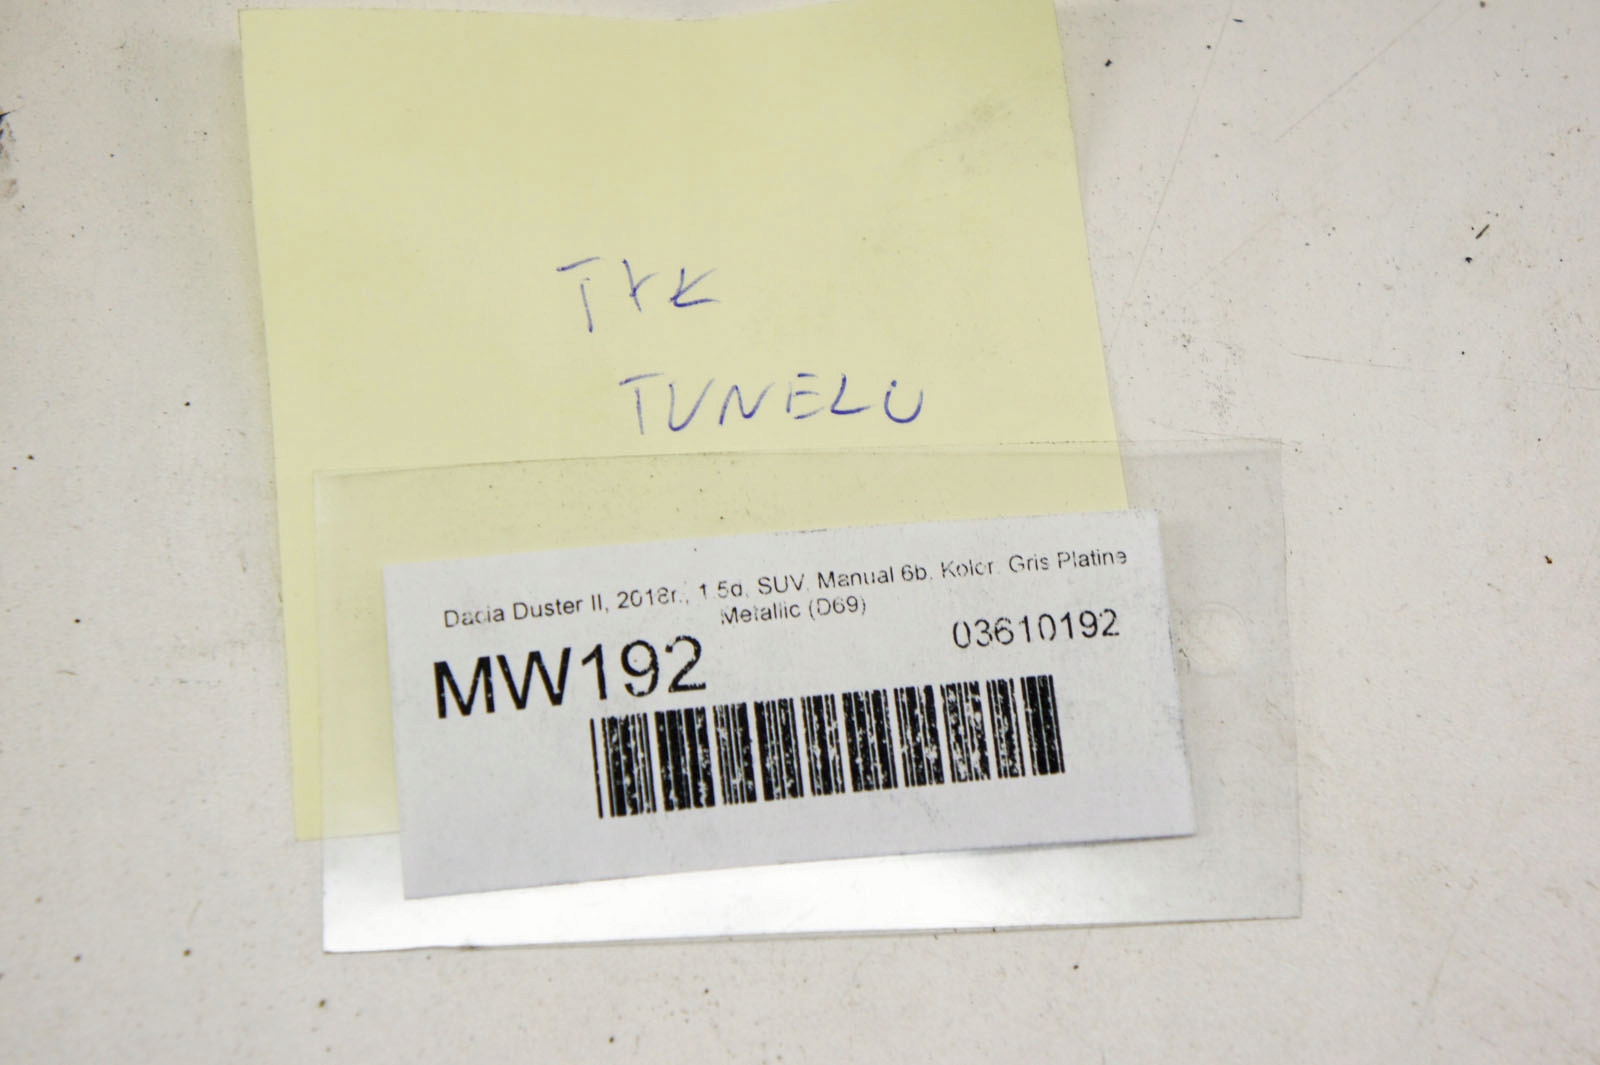 TYŁ
TUNELU
Dacia Duster II, 2018r., 1.5d, SUV, Manual 6b. Kolor: Gris Platine
Metallic (D69)
MW192
03610192